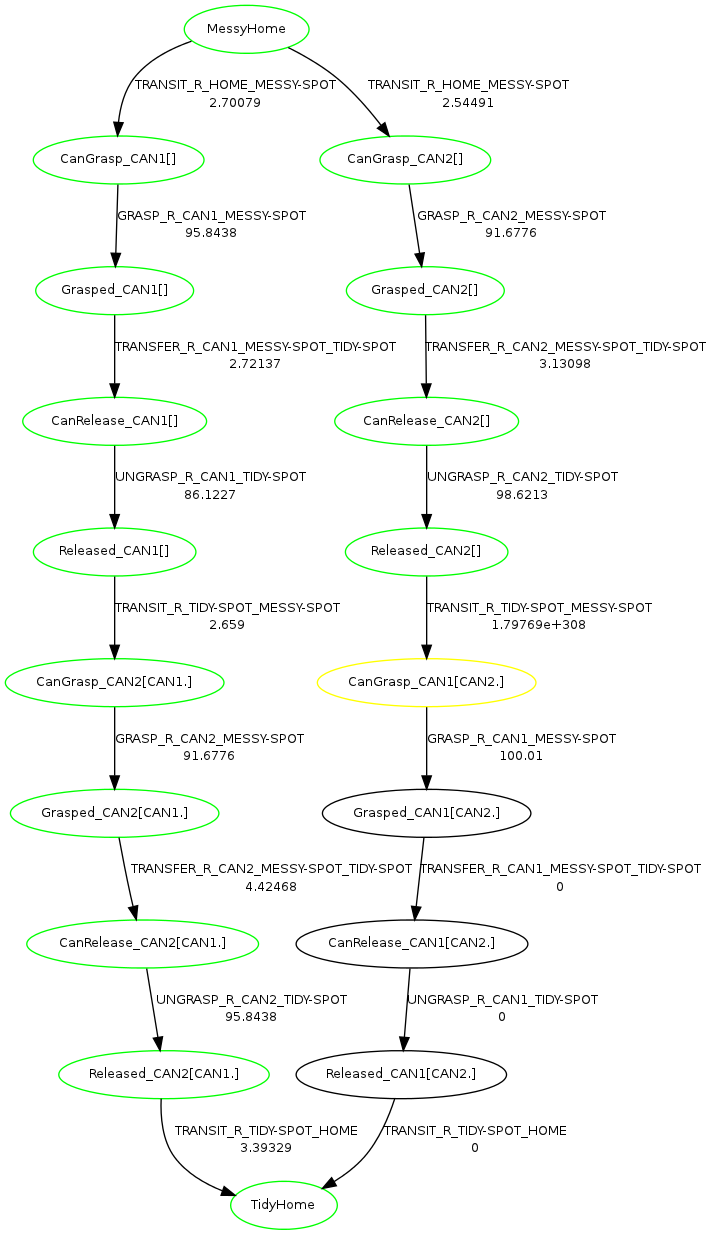 MessyHome
TRANSIT_R_HOME_MESSY-SPOT
2.70079
TRANSIT_R_HOME_MESSY-SPOT
2.54491
CanGrasp_CAN1[]
CanGrasp_CAN2[]
GRASP_R_CAN1_MESSY-SPOT
95.8438
GRASP_R_CAN2_MESSY-SPOT
91.6776
Grasped_CAN1[]
Grasped_CAN2[]
TRANSFER_R_CAN1_MESSY-SPOT_TIDY-SPOT
2.72137
TRANSFER_R_CAN2_MESSY-SPOT_TIDY-SPOT
3.13098
CanRelease_CAN1[]
CanRelease_CAN2[]
UNGRASP_R_CAN1_TIDY-SPOT
86.1227
UNGRASP_R_CAN2_TIDY-SPOT
98.6213
Released_CAN1[]
Released_CAN2[]
TRANSIT_R_TIDY-SPOT_MESSY-SPOT
2.659
TRANSIT_R_TIDY-SPOT_MESSY-SPOT
1.79769e+308
CanGrasp_CAN2[CAN1.]
CanGrasp_CAN1[CAN2.]
GRASP_R_CAN2_MESSY-SPOT
91.6776
GRASP_R_CAN1_MESSY-SPOT
100.01
Grasped_CAN2[CAN1.]
Grasped_CAN1[CAN2.]
TRANSFER_R_CAN2_MESSY-SPOT_TIDY-SPOT
4.42468
TRANSFER_R_CAN1_MESSY-SPOT_TIDY-SPOT
0
CanRelease_CAN2[CAN1.]
CanRelease_CAN1[CAN2.]
UNGRASP_R_CAN2_TIDY-SPOT
95.8438
UNGRASP_R_CAN1_TIDY-SPOT
0
Released_CAN2[CAN1.]
Released_CAN1[CAN2.]
TRANSIT_R_TIDY-SPOT_HOME
3.39329
TRANSIT_R_TIDY-SPOT_HOME
0
TidyHome